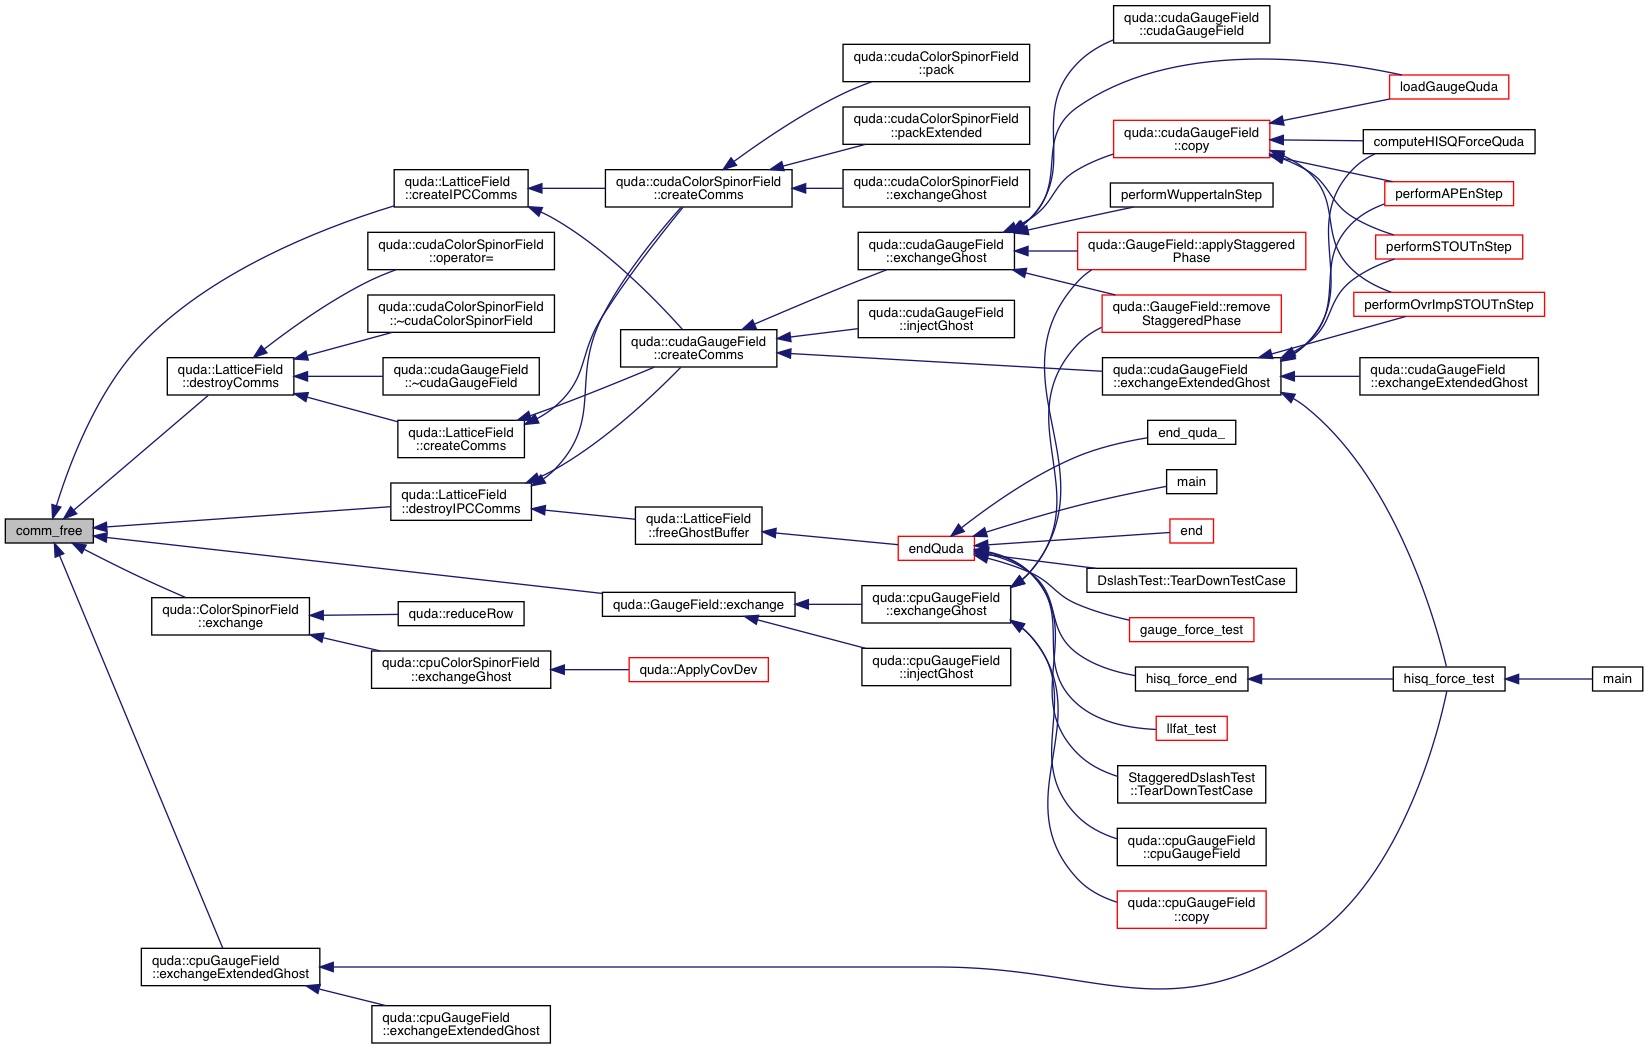 quda::cudaGaugeField
::cudaGaugeField
quda::cudaColorSpinorField
::pack
loadGaugeQuda
quda::cudaColorSpinorField
::packExtended
quda::cudaGaugeField
::copy
computeHISQForceQuda
quda::LatticeField
::createIPCComms
quda::cudaColorSpinorField
::createComms
quda::cudaColorSpinorField
::exchangeGhost
performWuppertalnStep
performAPEnStep
quda::cudaColorSpinorField
::operator=
quda::cudaGaugeField
::exchangeGhost
quda::GaugeField::applyStaggered
Phase
performSTOUTnStep
quda::cudaColorSpinorField
::~cudaColorSpinorField
quda::cudaGaugeField
::injectGhost
quda::GaugeField::remove
StaggeredPhase
performOvrImpSTOUTnStep
quda::LatticeField
::destroyComms
quda::cudaGaugeField
::~cudaGaugeField
quda::cudaGaugeField
::createComms
quda::cudaGaugeField
::exchangeExtendedGhost
quda::cudaGaugeField
::exchangeExtendedGhost
quda::LatticeField
::createComms
end_quda_
main
quda::LatticeField
::destroyIPCComms
comm_free
quda::LatticeField
::freeGhostBuffer
endQuda
end
DslashTest::TearDownTestCase
quda::ColorSpinorField
::exchange
quda::reduceRow
quda::GaugeField::exchange
quda::cpuGaugeField
::exchangeGhost
gauge_force_test
quda::cpuColorSpinorField
::exchangeGhost
quda::ApplyCovDev
quda::cpuGaugeField
::injectGhost
hisq_force_end
hisq_force_test
main
llfat_test
StaggeredDslashTest
::TearDownTestCase
quda::cpuGaugeField
::cpuGaugeField
quda::cpuGaugeField
::copy
quda::cpuGaugeField
::exchangeExtendedGhost
quda::cpuGaugeField
::exchangeExtendedGhost